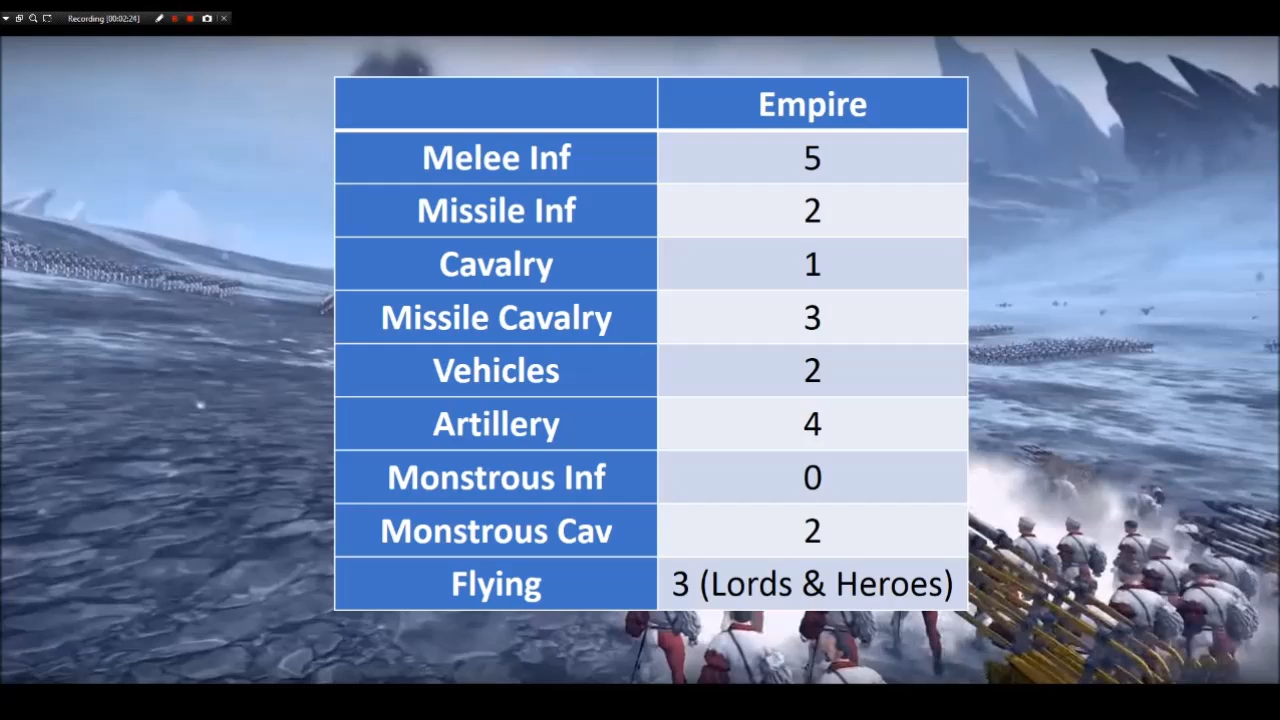 Recording [00:02:24]
Empire
Melee Inf 5
Missile Inf 2
Cavalry 1
Missile Cavalry 3
Vehicles 2
Artillery 4
Monstrous Inf 0
Monstrous Cav 2
Flying 3 (Lords & Heroes)